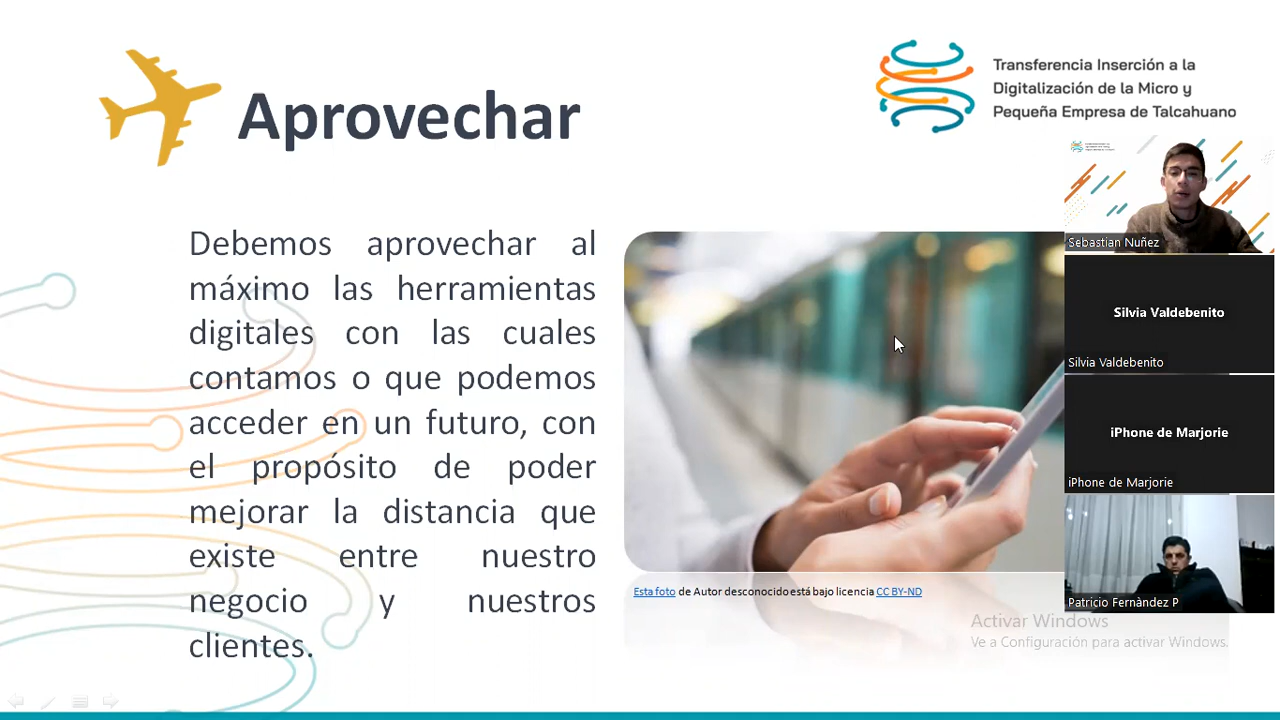 Aprovechar
Transferencia Inserción a la
Digitalización de la Micro y
Pequeña Empresa de Talcahuano
Debemos aprovechar al
máximo las herramientas
digitales con las cuales
contamos o que podemos
acceder en un futuro, con
el propósito de poder
mejorar la distancia que
existe entre nuestro
negocio y nuestros
clientes.
Esta foto de Autor desconocido está bajo licencia CC BY-ND
Sebastian Nuñez
Silvia Valdebenito
Silvia Valdebenito
iPhone de Marjorie
iPhone de Marjorie
Patricio Fernàndez P
Activar Windows
Ve a Configuración para activar Windows.